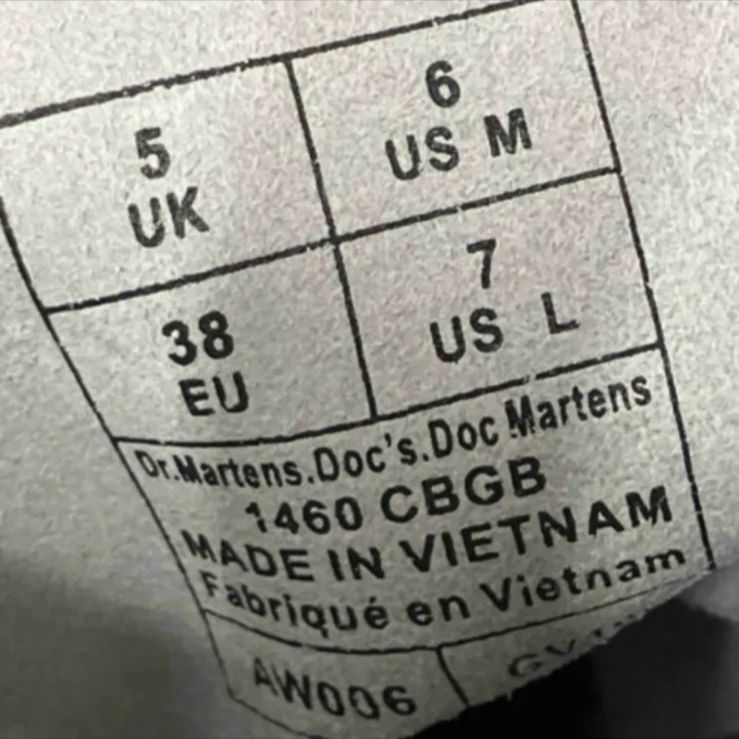 5
UK
6
US M
38
EU
7
US L
Dr.Martens.Doc's.Doc Martens
1460 CBGB
MADE IN VIETNAM
Fabriqué en Vietnam
AW006